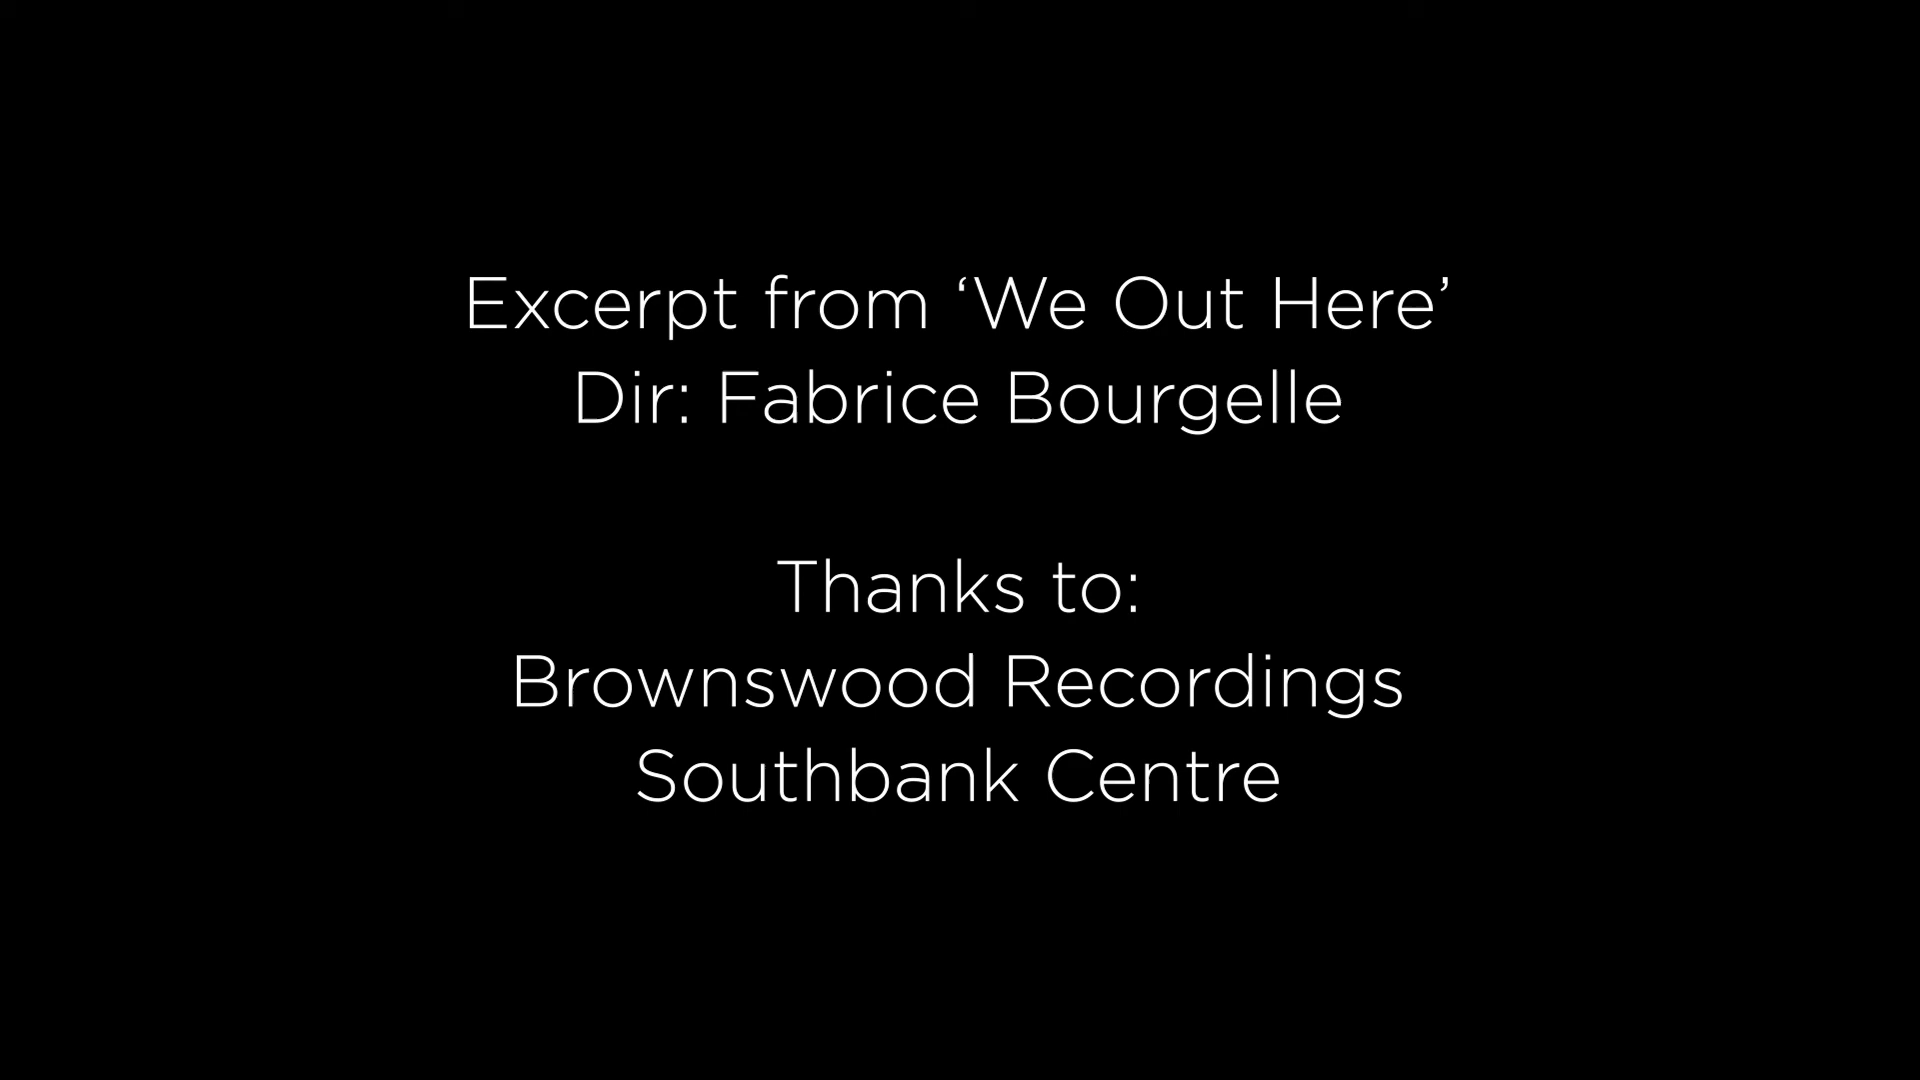 Excerpt from ‘We Out Here’
Dir: Fabrice Bourgelle
Thanks to:
Brownswood Recordings
Southbank Centre